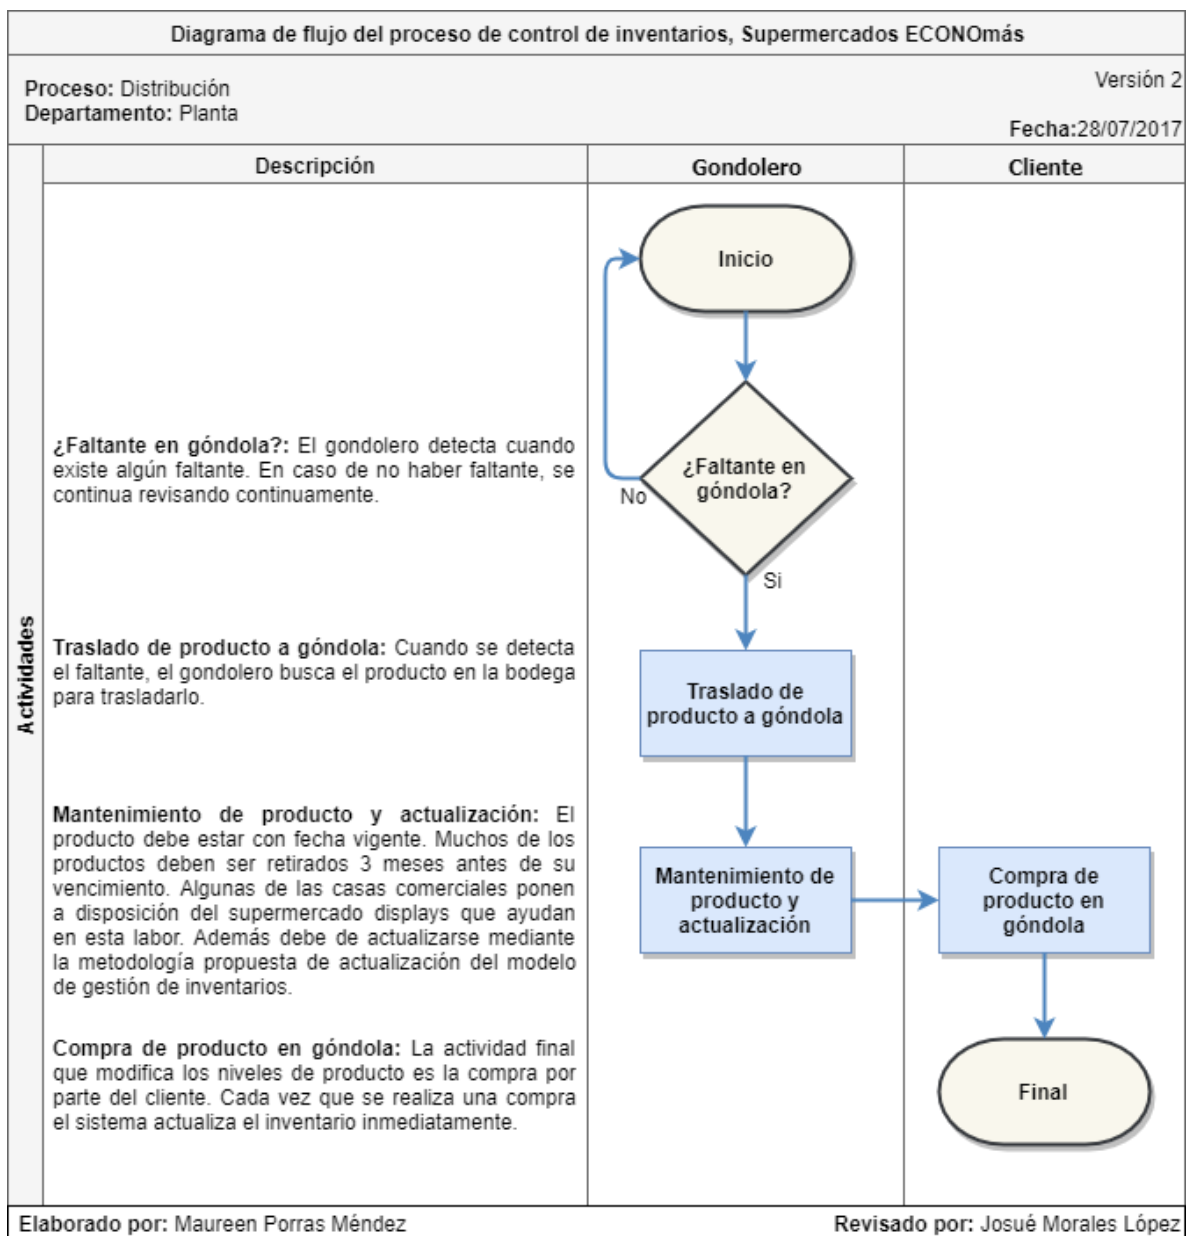 Diagrama de flujo del proceso de control de inventarios, Supermercados ECONOmás
Proceso: Distribución
Departamento: Planta
Versión 2
Fecha:28/07/2017
Descripción
Gondolero
Cliente
Actividades
¿Faltante en góndola?: El gondolero detecta cuando
existe algún faltante. En caso de no haber faltante, se
continua revisando continuamente.
Traslado de producto a góndola: Cuando se detecta
el faltante, el gondolero busca el producto en la bodega
para trasladarlo.
Mantenimiento de producto y actualización: El
producto debe estar con fecha vigente. Muchos de los
productos deben ser retirados 3 meses antes de su
vencimiento. Algunas de las casas comerciales ponen
a disposición del supermercado displays que ayudan
en esta labor. Además debe de actualizarse mediante
la metodología propuesta de actualización del modelo
de gestión de inventarios.
Compra de producto en góndola: La actividad final
que modifica los niveles de producto es la compra por
parte del cliente. Cada vez que se realiza una compra
el sistema actualiza el inventario inmediatamente.
Inicio
¿Faltante en
góndola?
No
Si
Traslado de
producto a góndola
Mantenimiento de
producto y
actualización
Compra de
producto en
góndola
Final
Elaborado por: Maureen Porras Méndez
Revisado por: Josué Morales López